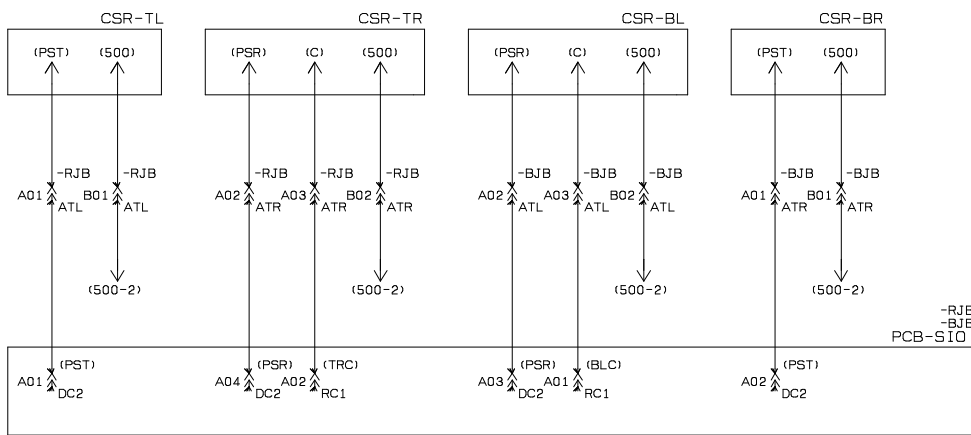 CSR-TL CSR-TR CSR-BL CSR-BR
(PST) (500) (PSR) (C) (500) (PSR) (C) (500) (PST) (500)
-RJB -RJB -RJB -RJB -RJB -BJB -BJB -BJB -BJB -BJB
A01 B01 A02 A03 B02 A02 A03 B02 A01 B01
ATL ATL ATR ATR ATR ATL ATL ATL ATR ATR
(500-2) (500-2) (500-2) (500-2)
-RJB
-BJB
PCB-SIO
(PST) (PSR) (TRC) (PSR) (BLC) (PST)
A01 A04 A02 A03 A01 A02
DC2 DC2 RC1 DC2 RC1 DC2